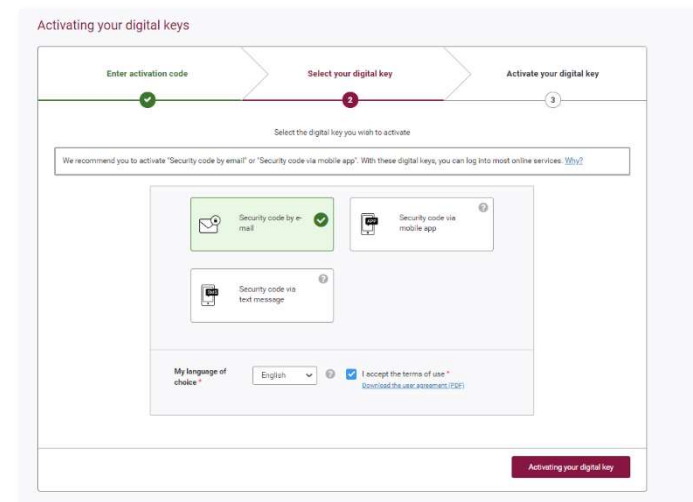 Activating your digital keys
Enter activation code
Select your digital key
Activate your digital key
2
3
Select the digital key you wish to activate
We recommend you to activate "Security code by email" or "Security code via mobile app". With these digital keys, you can log into most online services. Why?
Security code by e-
mail
?
APP
Security code via
mobile app
?
SMS
Security code via
text message
My language of
choice *
English
?
I accept the terms of use *
Download the user agreement (PDF)
Activating your digital key